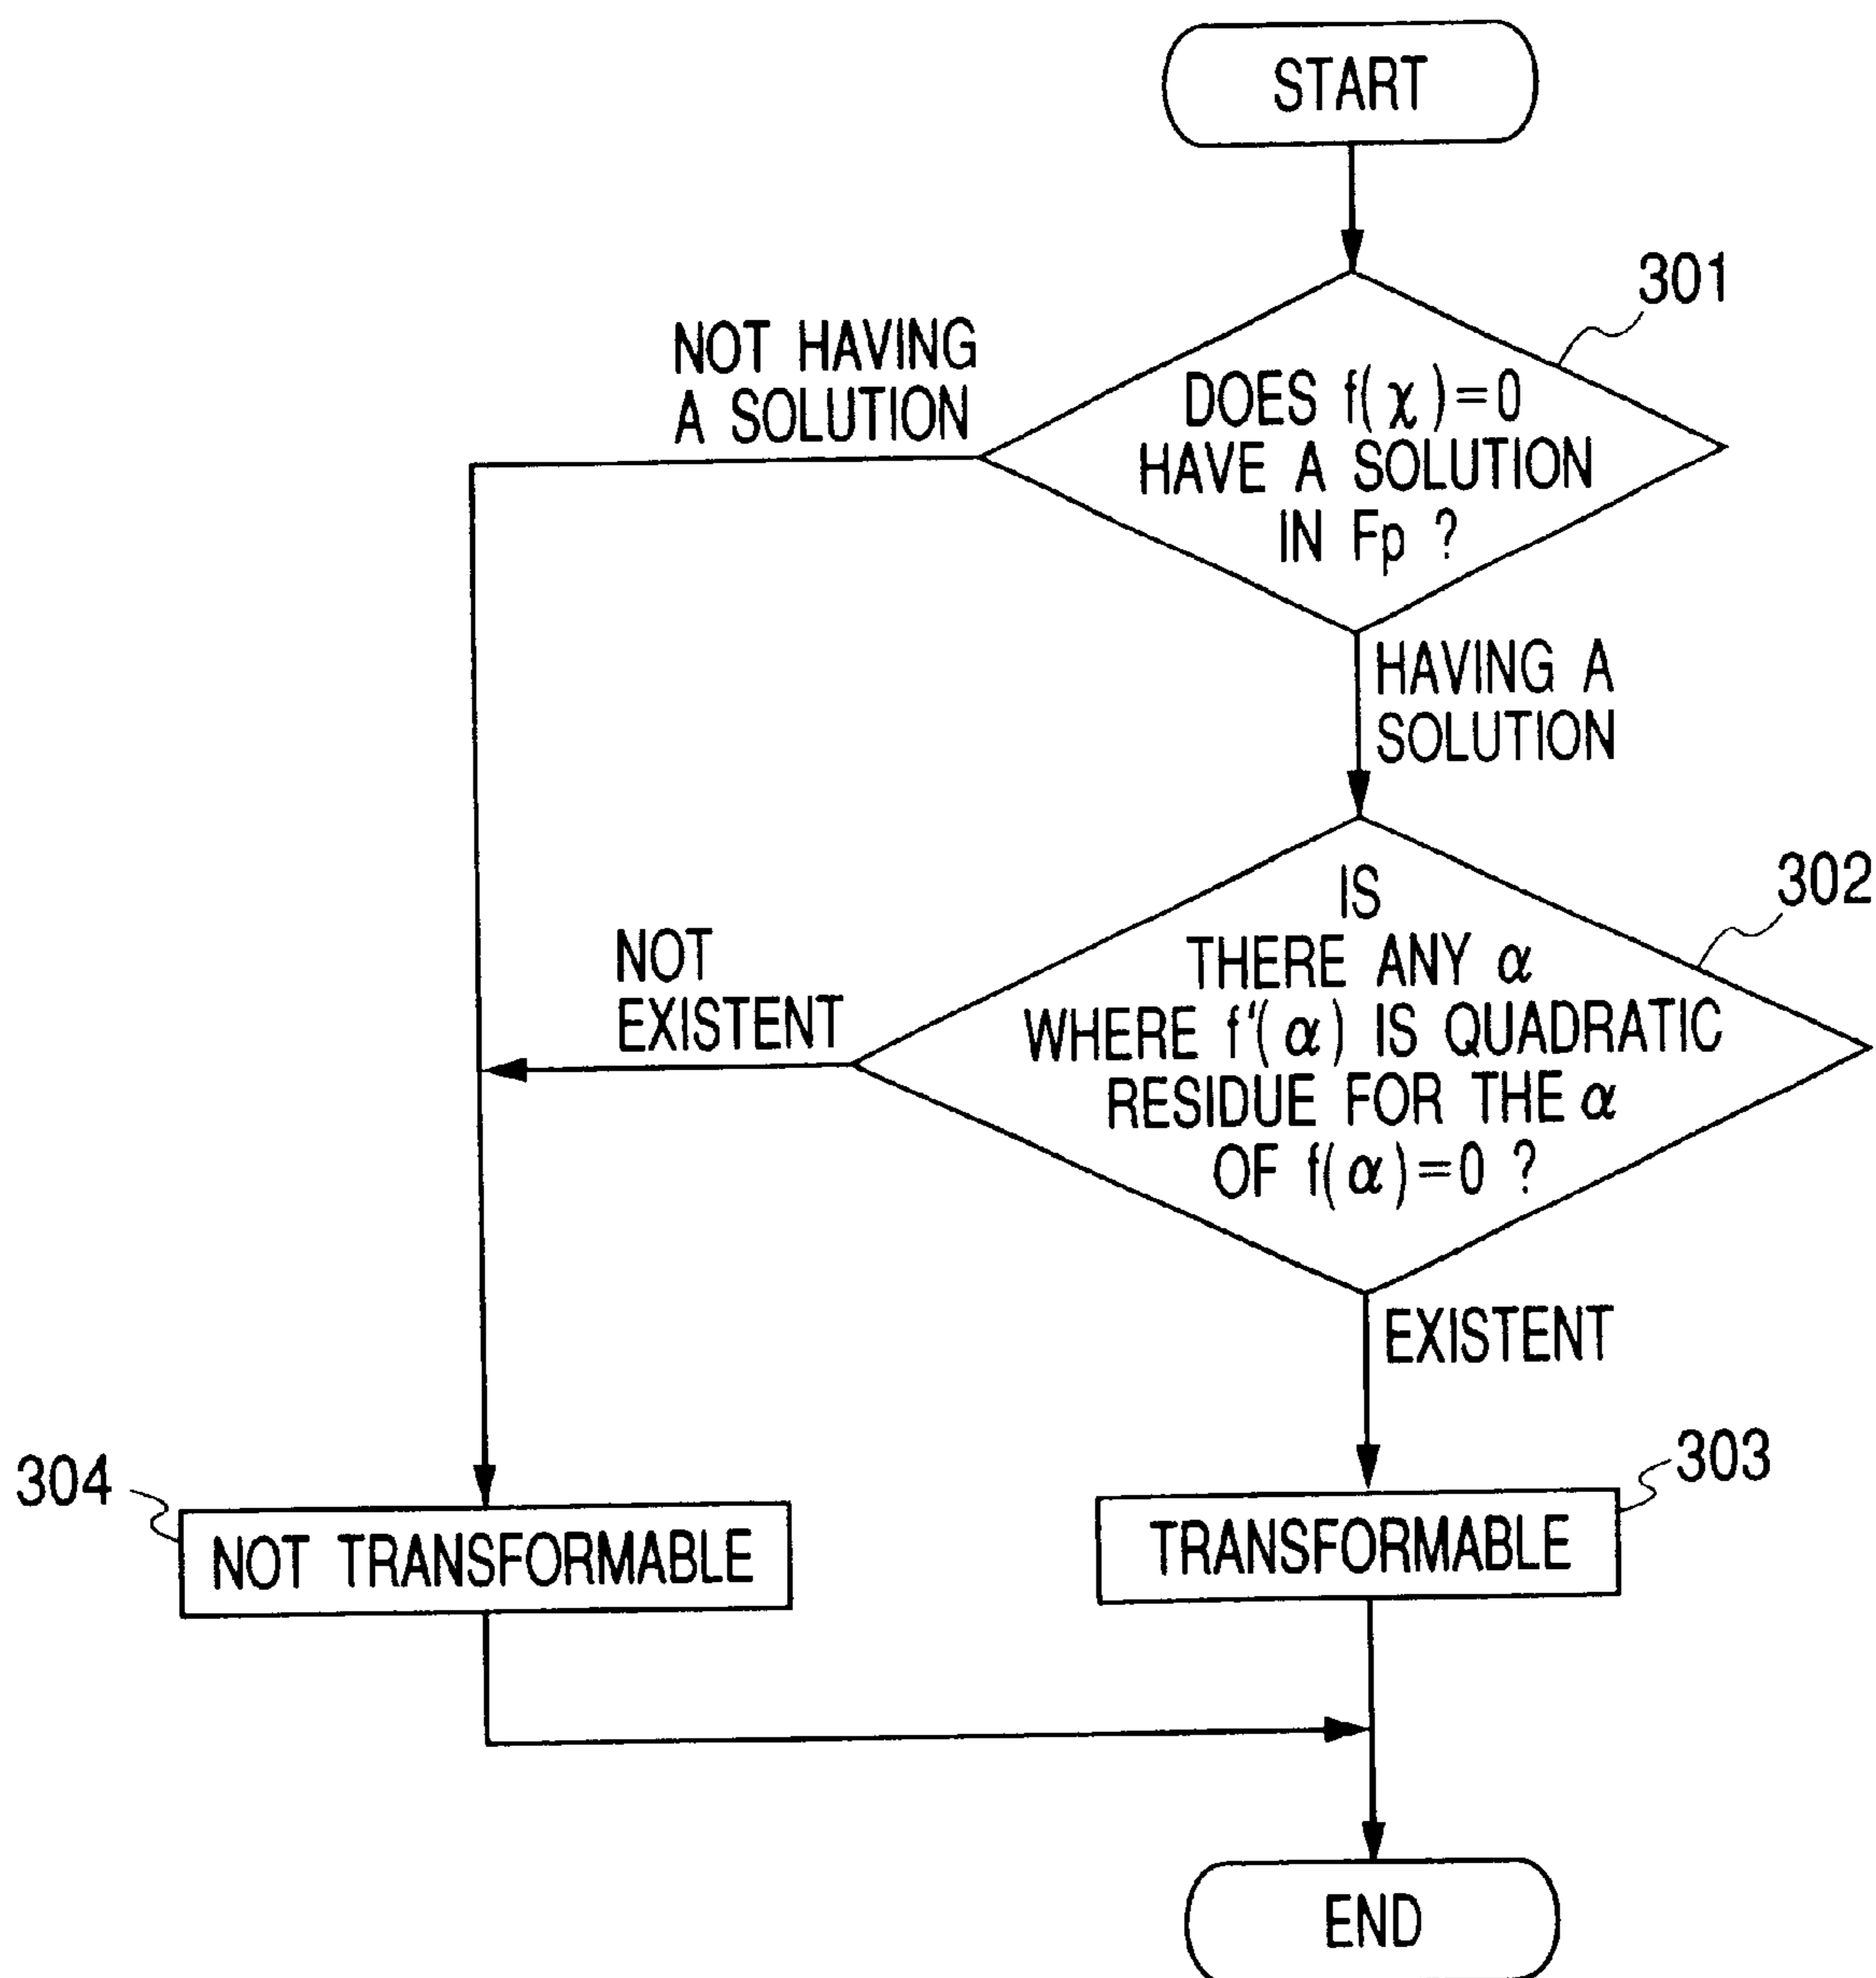 START
301
NOT HAVING
A SOLUTION
DOES f(χ)=0
HAVE A SOLUTION
IN Fp ?
HAVING A
SOLUTION
302
IS
THERE ANY α
WHERE f'(α) IS QUADRATIC
RESIDUE FOR THE α
OF f(α)=0 ?
NOT
EXISTENT
EXISTENT
304
NOT TRANSFORMABLE
303
TRANSFORMABLE
END